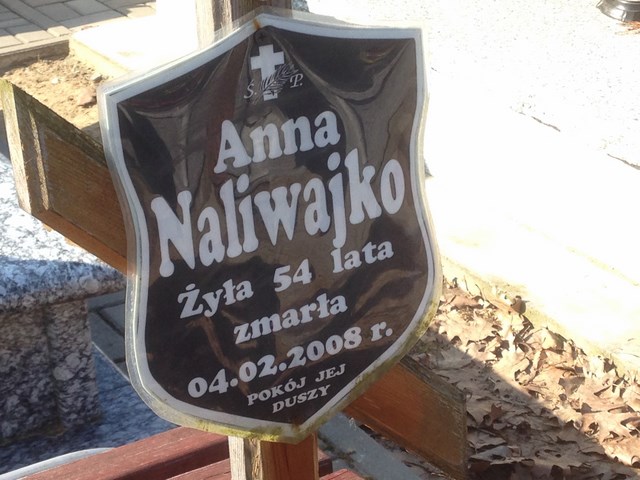 Ś. P.
Anna
Naliwajko
Żyła 54 lata
zmarła
04.02.2008 r.
POKÓJ JEJ
DUSZY